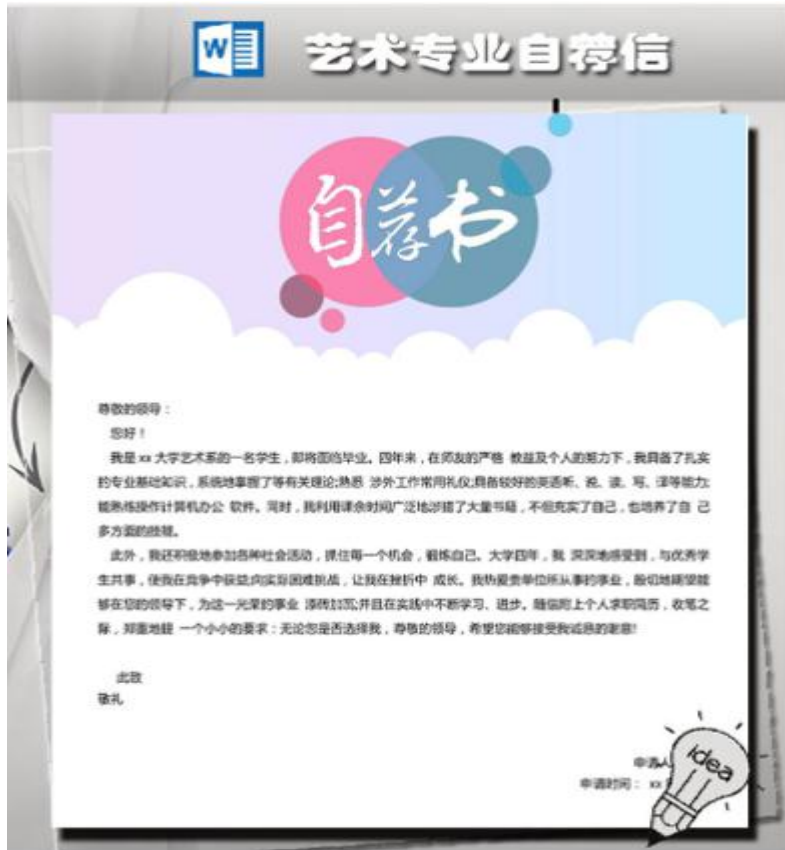 W
艺术专业自荐信
自荐书
尊敬的领导：
您好！
我是 xx 大学艺术系的一名学生，即将面临毕业。四年来，在师友的严格 教益及个人的努力下，我具备了扎实
的专业基础知识，系统地掌握了等有关理论;熟悉 涉外工作常用礼仪;具备较好的英语听、说、读、写、译等能力;
能熟练操作计算机办公 软件。同时，我利用课余时间广泛地涉猎了大量书籍，不但充实了自己，也培养了自 己
多方面的技能。
此外，我还积极地参加各种社会活动，抓住每一个机会，锻炼自己。大学四年，我 深深地感受到，与优秀学
生共事，使我在竞争中获益;向实际困难挑战，让我在挫折中 成长。我热爱贵单位所从事的事业，殷切地期望能
够在您的领导下，为这一光荣的事业 添砖加瓦;并且在实践中不断学习、进步。随信附上个人求职简历，收笔之
际，郑重地提 一个小小的要求：无论您是否选择我，尊敬的领导，希望您能够接受我诚恳的谢意!
此致
敬礼
申请人
申请时间： xx
idea